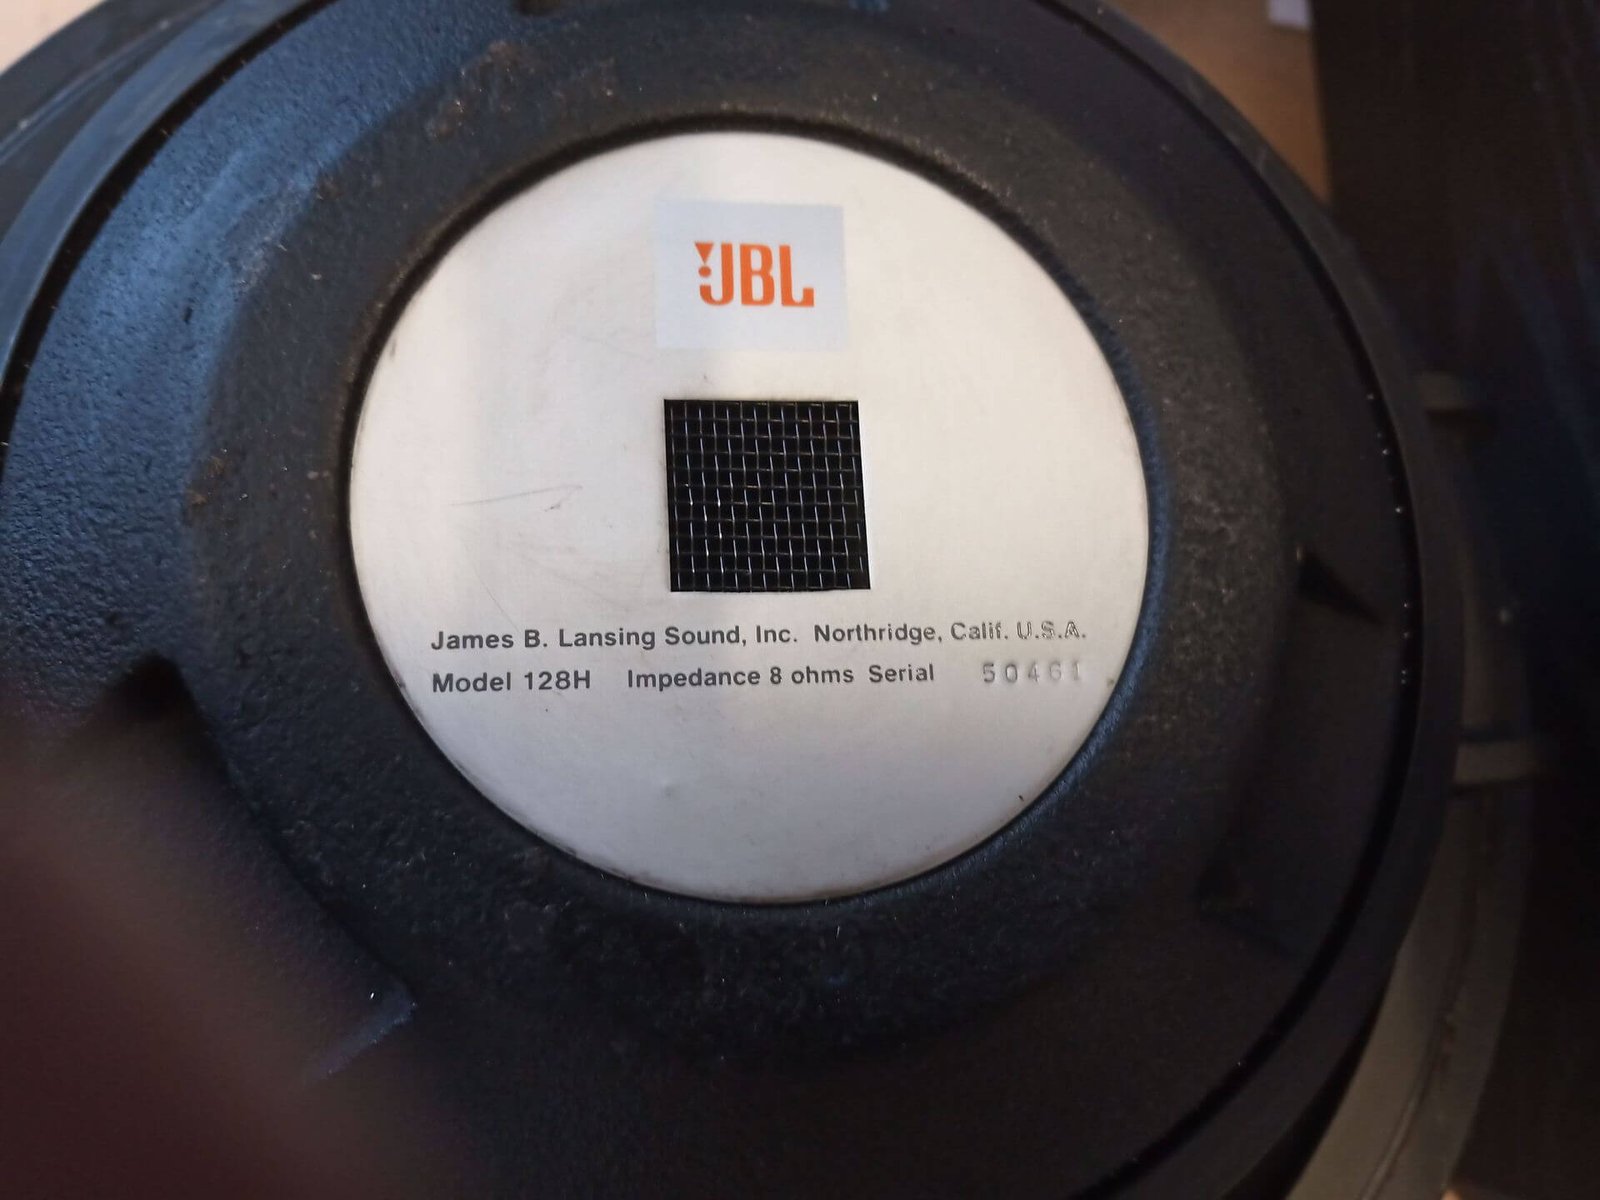 JBL
James B. Lansing Sound, Inc. Northridge, Calif. U.S.A.
Model 128H Impedance 8 ohms Serial 50461